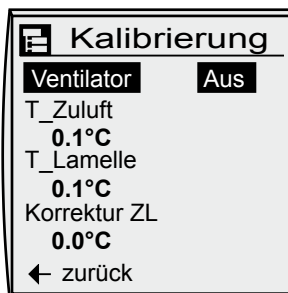 Kalibrierung
Ventilator Aus
T_Zuluft
0.1°C
T_Lamelle
0.1°C
Korrektur ZL
0.0°C
← zurück